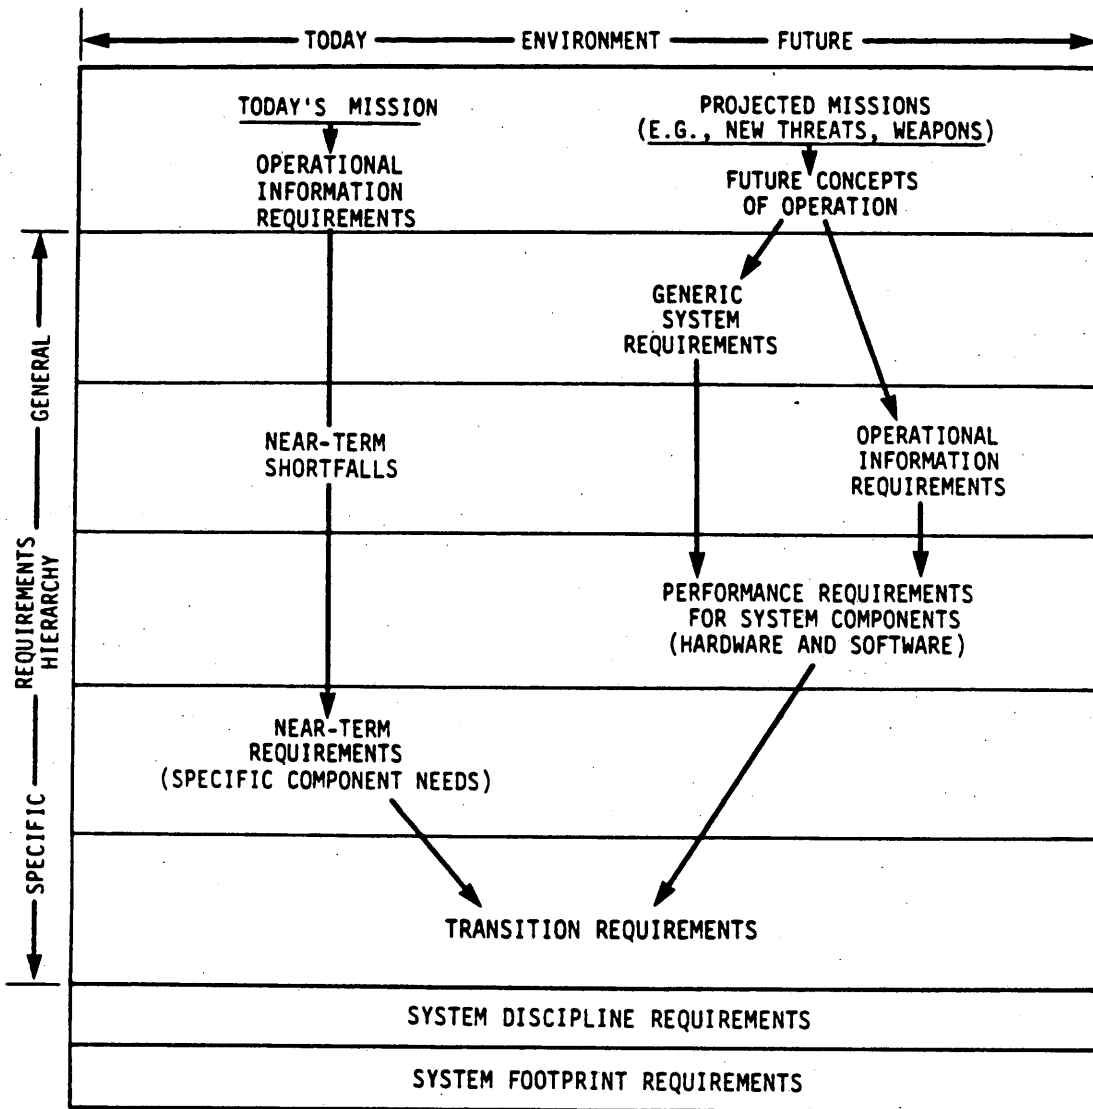 TODAY ENVIRONMENT FUTURE
TODAY'S MISSION
OPERATIONAL
INFORMATION
REQUIREMENTS
PROJECTED MISSIONS
(E.G., NEW THREATS, WEAPONS)
FUTURE CONCEPTS
OF OPERATION
GENERIC
SYSTEM
REQUIREMENTS
NEAR-TERM
SHORTFALLS
OPERATIONAL
INFORMATION
REQUIREMENTS
PERFORMANCE REQUIREMENTS
FOR SYSTEM COMPONENTS
(HARDWARE AND SOFTWARE)
NEAR-TERM
REQUIREMENTS
(SPECIFIC COMPONENT NEEDS)
TRANSITION REQUIREMENTS
SYSTEM DISCIPLINE REQUIREMENTS
SYSTEM FOOTPRINT REQUIREMENTS
GENERAL
REQUIREMENTS
HIERARCHY
SPECIFIC